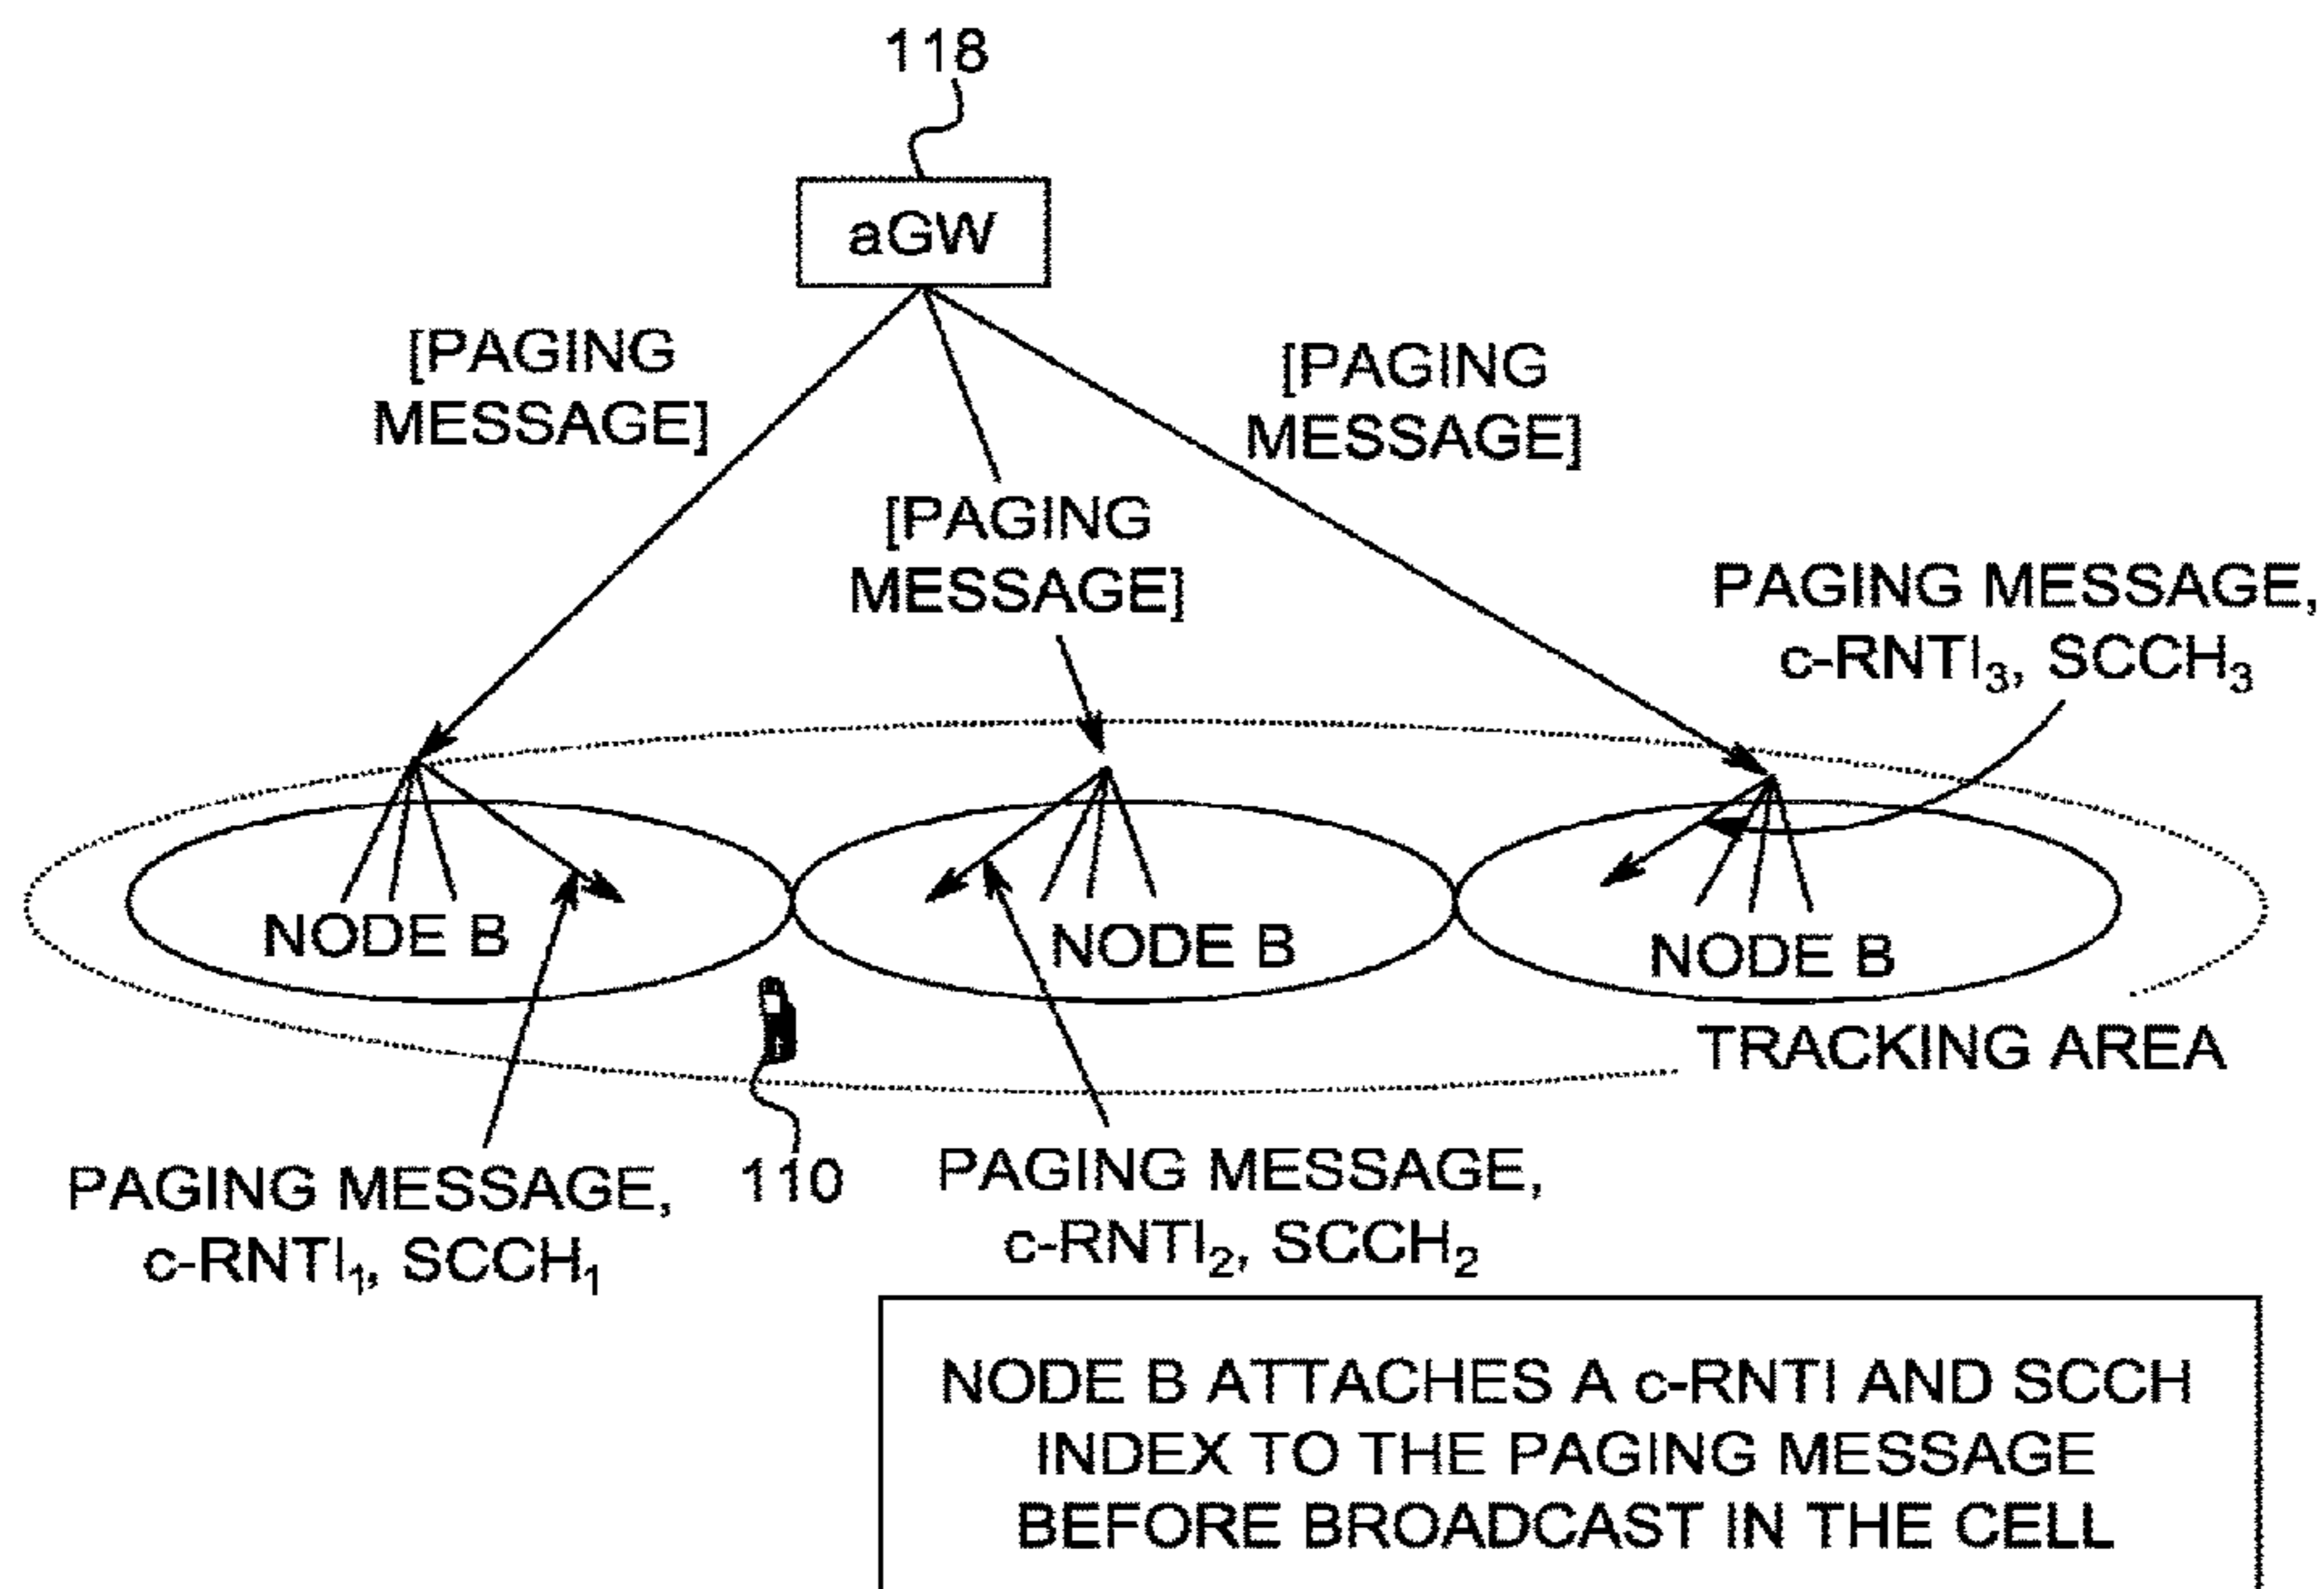 118
aGW
[PAGING
MESSAGE]
[PAGING
MESSAGE]
[PAGING
MESSAGE]
PAGING MESSAGE,
c-RNTI₃, SCCH₃
NODE B
NODE B
NODE B
TRACKING AREA
PAGING MESSAGE,
c-RNTI₁, SCCH₁
110
PAGING MESSAGE,
c-RNTI₂, SCCH₂
NODE B ATTACHES A c-RNTI AND SCCH
INDEX TO THE PAGING MESSAGE
BEFORE BROADCAST IN THE CELL